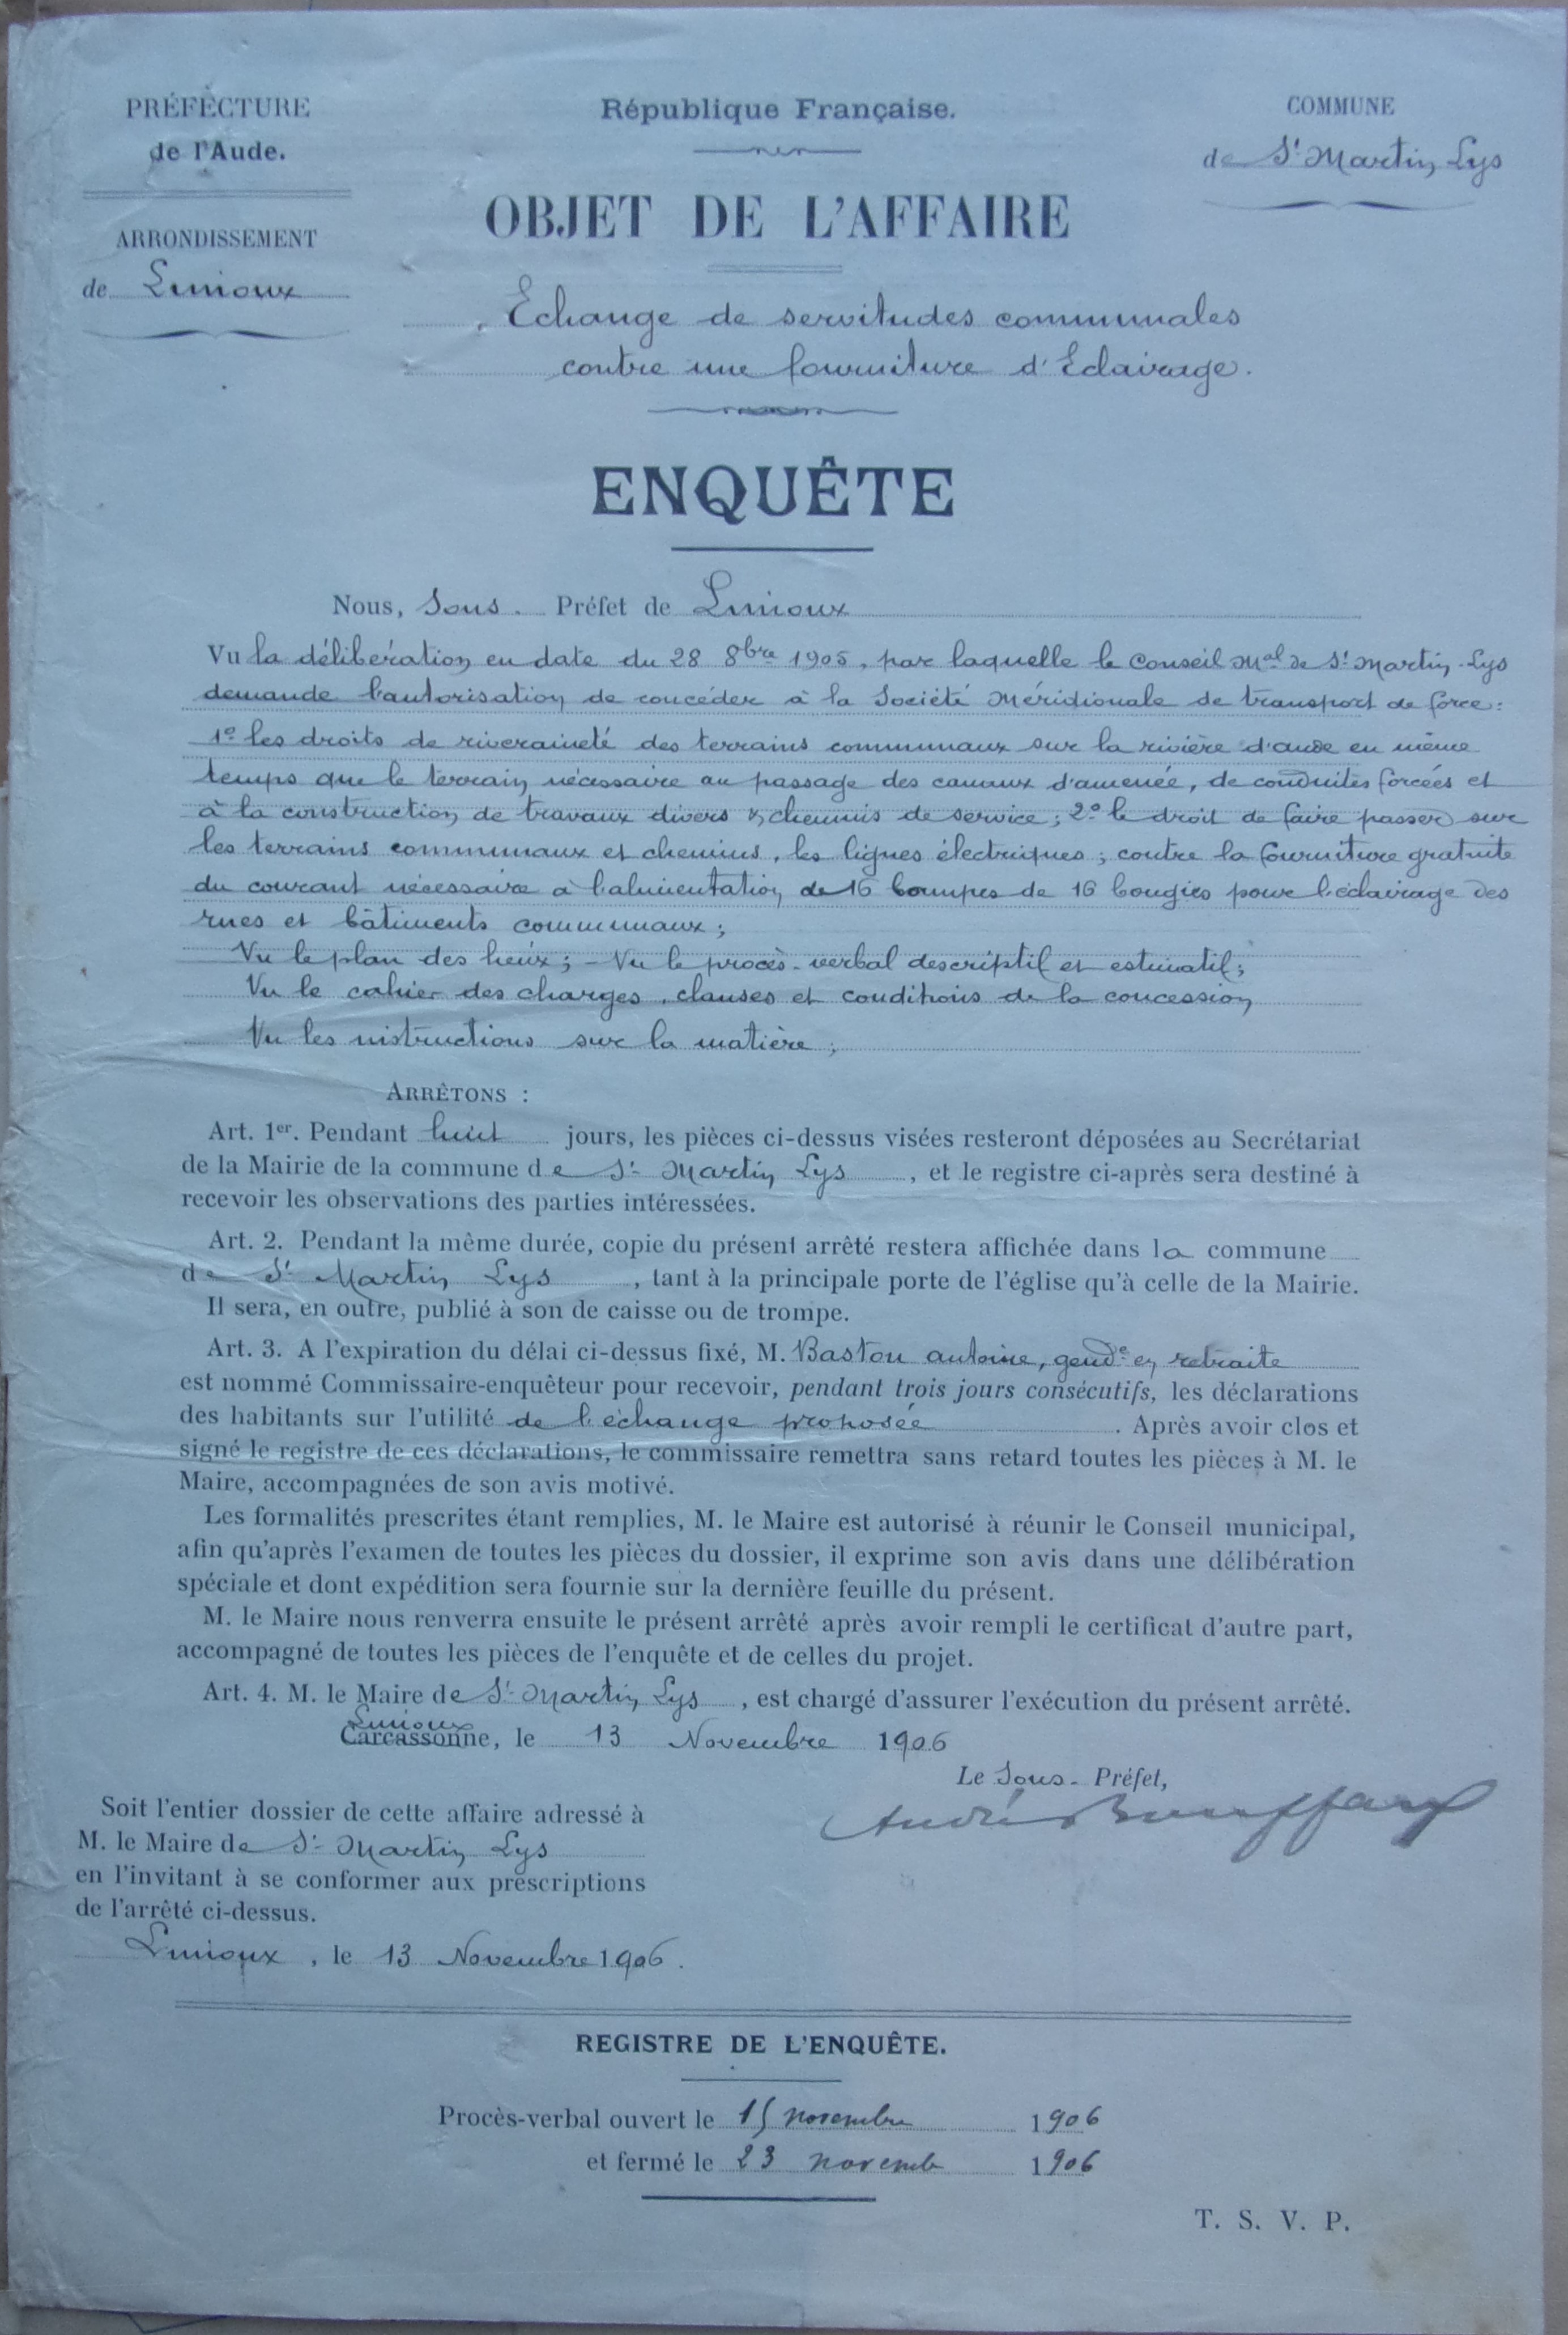 PRÉFECTURE
de l'Aude.
ARRONDISSEMENT
de Limoux
République Française.
COMMUNE
de St Martin Lys
OBJET DE L'AFFAIRE
Echange de servitudes communales
contre une fourniture d'Eclairage.
ENQUÊTE
Nous, Sous. Préfet de Limoux
Vu la délibération en date du 28 8bre 1905, par laquelle le Conseil Mal de St Martin-Lys
demande l'autorisation de concéder à la Société Méridionale de transport de force:
1º les droits de riveraineté des terrains communaux sur la rivière d'aude en même
temps que le terrain nécessaire au passage des canaux d'amenée, de conduites forcées et
à la construction de travaux divers & chemins de service; 2º le droit de faire passer sur
les terrains communaux et chemins, les lignes électriques; contre la fourniture gratuite
du courant nécessaire à l'alimentation de 16 lampes de 16 bougies pour l'éclairage des
rues et bâtiments communaux;
Vu le plan des lieux; - Vu le procès-verbal descriptif et estimatif;
Vu le cahier des charges, clauses et conditions de la concession
Vu les instructions sur la matière;
ARRÊTONS :
Art. 1er. Pendant huit jours, les pièces ci-dessus visées resteront déposées au Secrétariat
de la Mairie de la commune de St Martin Lys, et le registre ci-après sera destiné à
recevoir les observations des parties intéressées.
Art. 2. Pendant la même durée, copie du présent arrêté restera affichée dans la commune
de St Martin Lys, tant à la principale porte de l'église qu'à celle de la Mairie.
Il sera, en outre, publié à son de caisse ou de trompe.
Art. 3. A l'expiration du délai ci-dessus fixé, M. Bastou antoine, gende en retraite
est nommé Commissaire-enquêteur pour recevoir, pendant trois jours consécutifs, les déclarations
des habitants sur l'utilité de l'échange proposée. Après avoir clos et
signé le registre de ces déclarations, le commissaire remettra sans retard toutes les pièces à M. le
Maire, accompagnées de son avis motivé.
Les formalités prescrites étant remplies, M. le Maire est autorisé à réunir le Conseil municipal,
afin qu'après l'examen de toutes les pièces du dossier, il exprime son avis dans une délibération
spéciale et dont expédition sera fournie sur la dernière feuille du présent.
M. le Maire nous renverra ensuite le présent arrêté après avoir rempli le certificat d'autre part,
accompagné de toutes les pièces de l'enquête et de celles du projet.
Art. 4. M. le Maire de St Martin Lys, est chargé d'assurer l'exécution du présent arrêté.
Limoux
Carcassonne, le 13 Novembre 1906
Le Sous-Préfet,
André
Soit l'entier dossier de cette affaire adressé à
M. le Maire de St Martin Lys
en l'invitant à se conformer aux prescriptions
de l'arrêté ci-dessus.
Limoux, le 13 Novembre 1906.
REGISTRE DE L'ENQUÊTE.
Procès-verbal ouvert le 15 novembre 1906
et fermé le 23 novemb 1906
T. S. V. P.